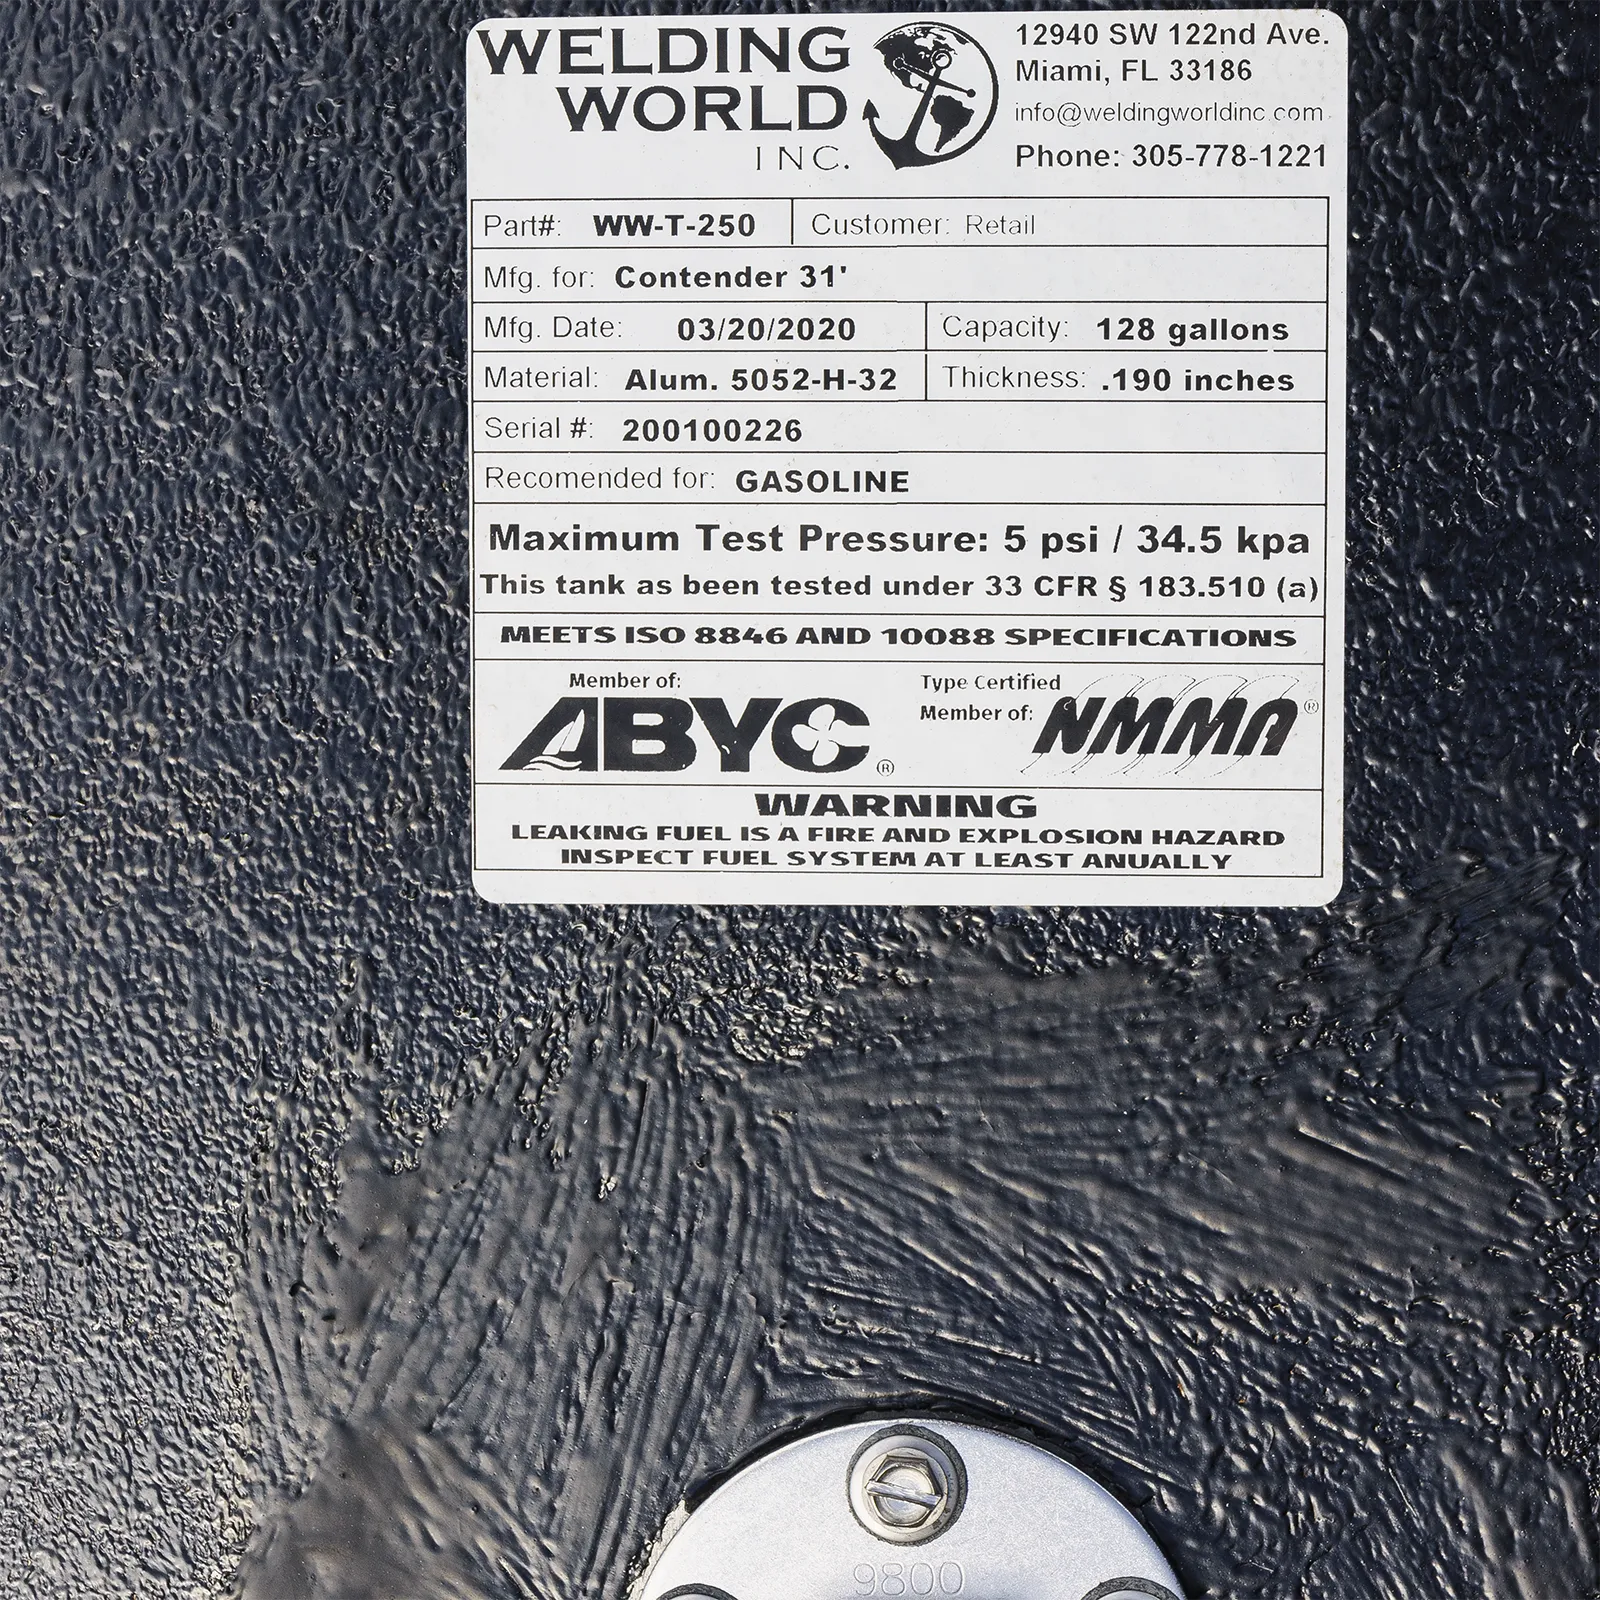 WELDING
WORLD
INC.
12940 SW 122nd Ave.
Miami, FL 33186
info@weldingworldinc.com
Phone: 305-778-1221
Part#: WW-T-250 Customer: Retail
Mfg. for: Contender 31'
Mfg. Date: 03/20/2020 Capacity: 128 gallons
Material: Alum. 5052-H-32 Thickness: .190 inches
Serial #: 200100226
Recomended for: GASOLINE
Maximum Test Pressure: 5 psi / 34.5 kpa
This tank as been tested under 33 CFR § 183.510 (a)
MEETS ISO 8846 AND 10088 SPECIFICATIONS
Member of:
ABYC®
Type Certified
Member of: NMMA®
WARNING
LEAKING FUEL IS A FIRE AND EXPLOSION HAZARD
INSPECT FUEL SYSTEM AT LEAST ANUALLY
9800